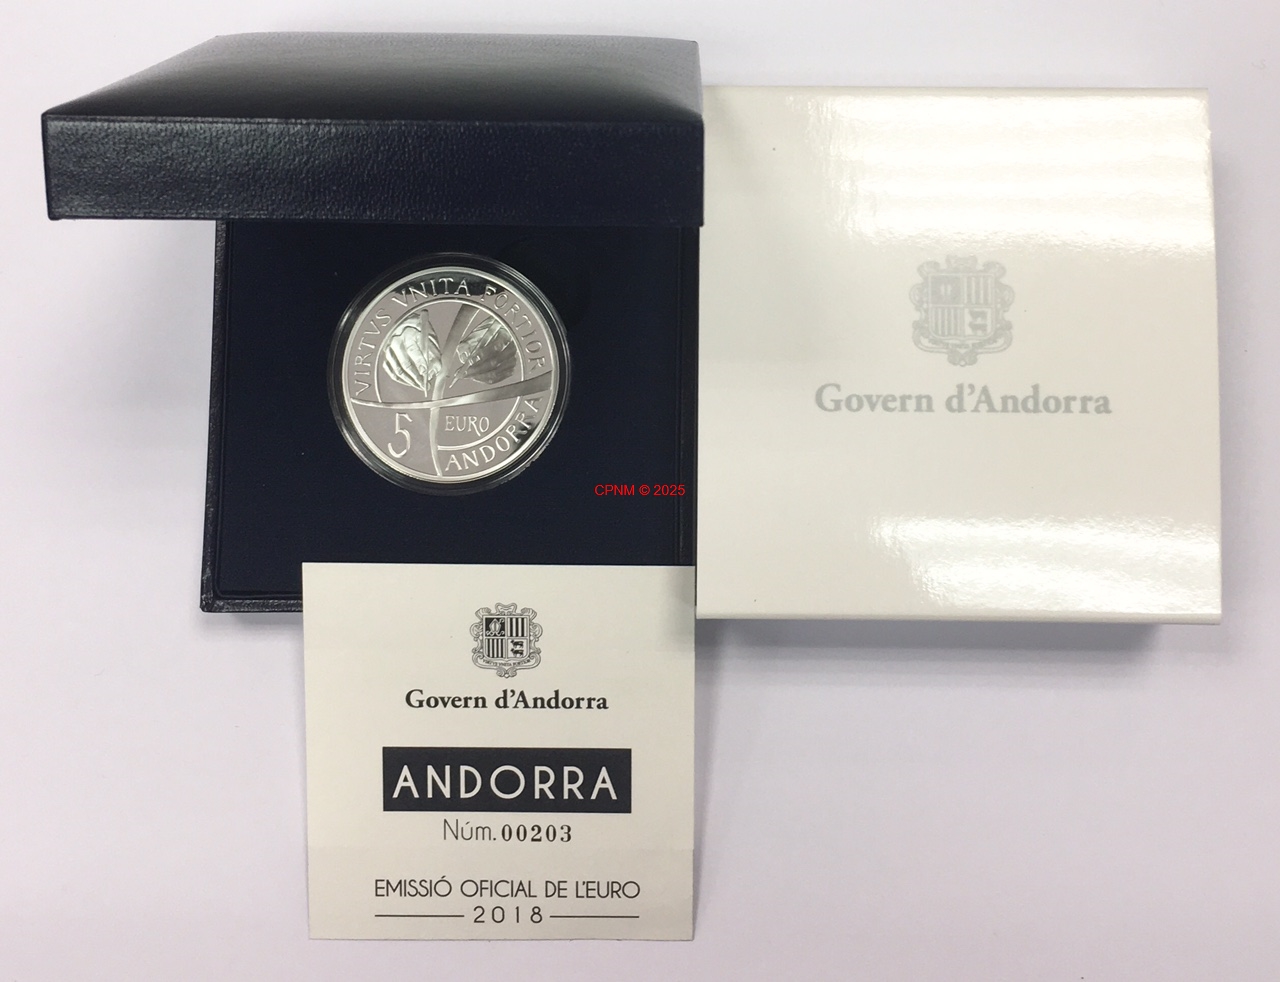 VIRTVS VNITA FORTIOR
5 EURO
ANDORRA
Govern d'Andorra
CPNM © 2025
Govern d'Andorra
ANDORRA
Núm. 00203
EMISSIÓ OFICIAL DE L'EURO
2018